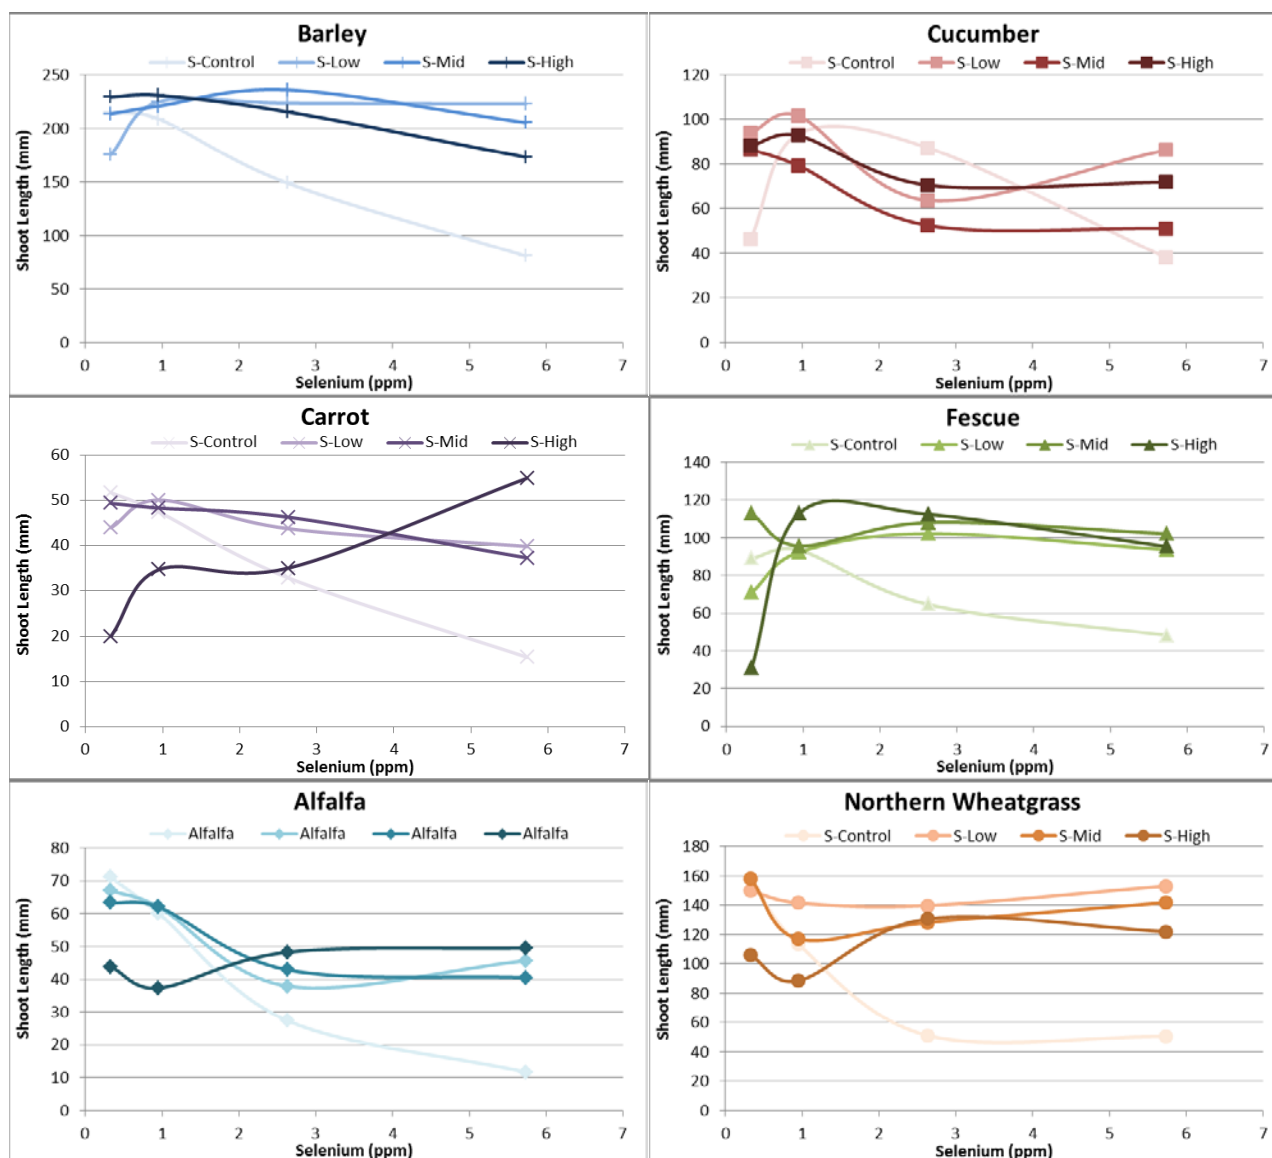 Barley
S-Control S-Low S-Mid S-High
250
200
150
100
50
0
0 1 2 3 4 5 6 7
Shoot Length (mm)
Selenium (ppm)
Cucumber
S-Control S-Low S-Mid S-High
120
100
80
60
40
20
0
0 1 2 3 4 5 6 7
Shoot Length (mm)
Selenium (ppm)
Carrot
S-Control S-Low S-Mid S-High
60
50
40
30
20
10
0
0 1 2 3 4 5 6 7
Shoot Length (mm)
Selenium (ppm)
Fescue
S-Control S-Low S-Mid S-High
140
120
100
80
60
40
20
0
0 1 2 3 4 5 6 7
Shoot Length (mm)
Selenium (ppm)
Alfalfa
Alfalfa Alfalfa Alfalfa Alfalfa
80
70
60
50
40
30
20
10
0
0 1 2 3 4 5 6 7
Shoot Length (mm)
Selenium (ppm)
Northern Wheatgrass
S-Control S-Low S-Mid S-High
180
160
140
120
100
80
60
40
20
0
0 1 2 3 4 5 6 7
Shoot Length (mm)
Selenium (ppm)